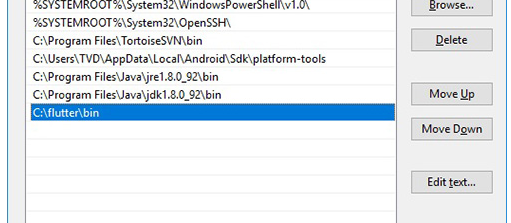 %SYSTEMROOT%\System32\WindowsPowerShell\v1.0\
Browse...
%SYSTEMROOT%\System32\OpenSSH\
C:\Program Files\TortoiseSVN\bin
Delete
C:\Users\TVD\AppData\Local\Android\Sdk\platform-tools
C:\Program Files\Java\jre1.8.0_92\bin
C:\Program Files\Java\jdk1.8.0_92\bin
Move Up
C:\flutter\bin
Move Down
Edit text...